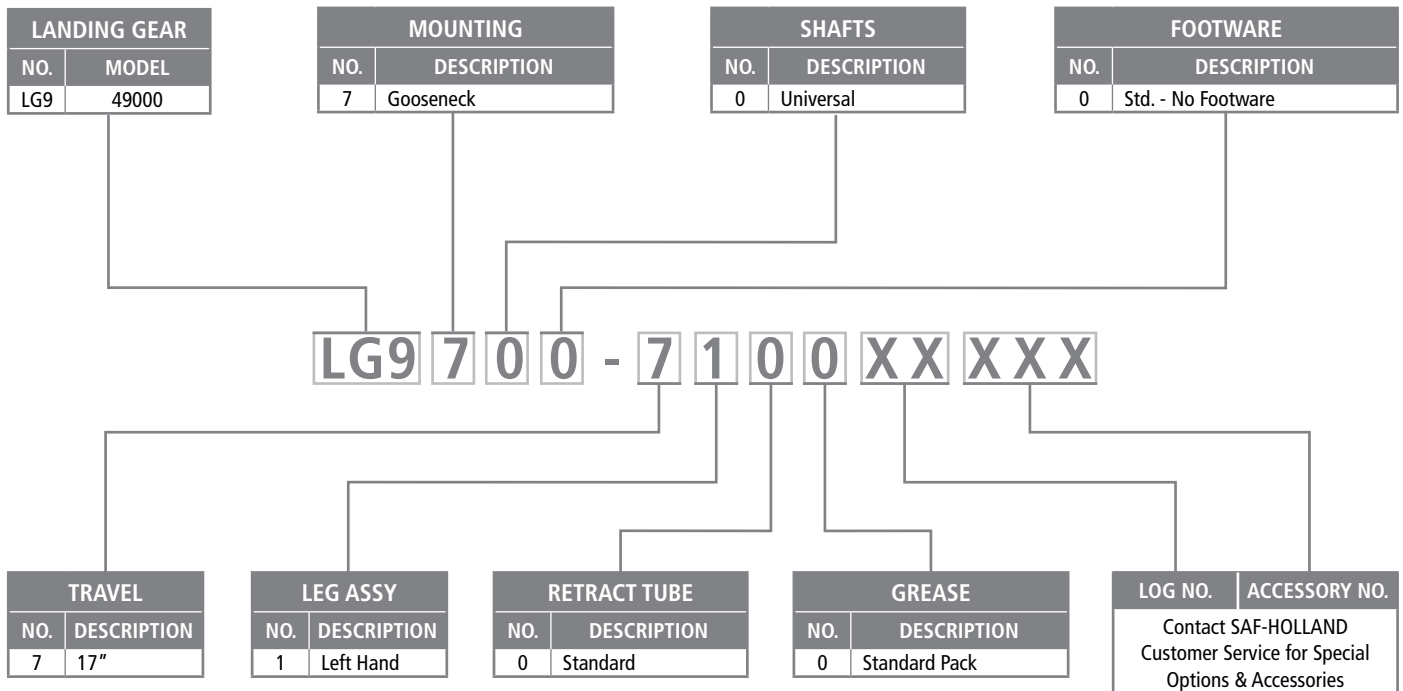 LANDING GEAR
NO. MODEL
LG9 49000
MOUNTING
NO. DESCRIPTION
7 Gooseneck
SHAFTS
NO. DESCRIPTION
0 Universal
FOOTWARE
NO. DESCRIPTION
0 Std. - No Footware
LG9 7 0 0 - 7 1 0 0 X X X X X
TRAVEL
NO. DESCRIPTION
7 17"
LEG ASSY
NO. DESCRIPTION
1 Left Hand
RETRACT TUBE
NO. DESCRIPTION
0 Standard
GREASE
NO. DESCRIPTION
0 Standard Pack
LOG NO. ACCESSORY NO.
Contact SAF-HOLLAND
Customer Service for Special
Options & Accessories